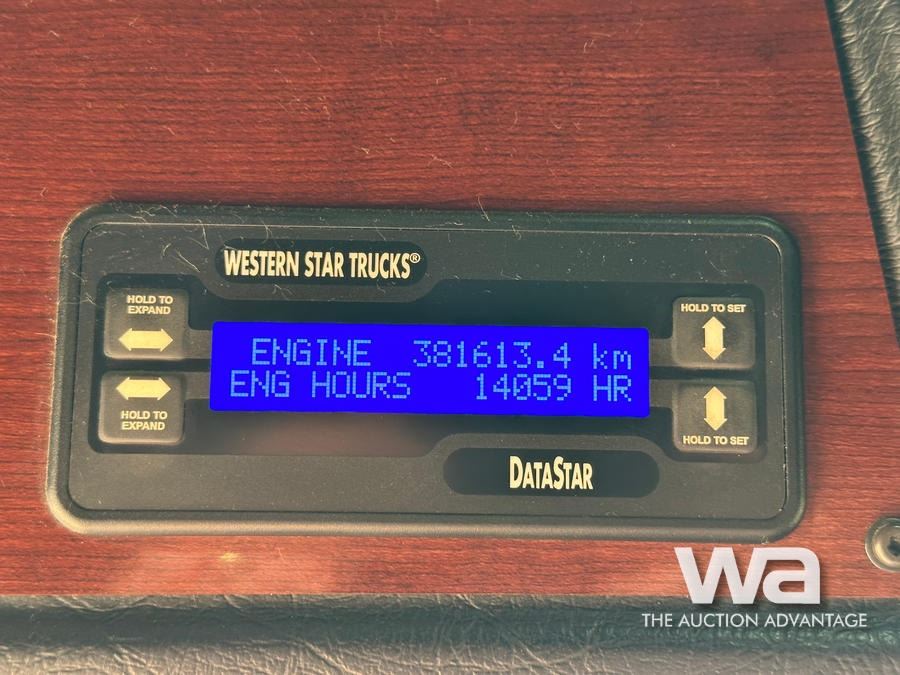 WESTERN STAR TRUCKS®
HOLD TO
EXPAND
HOLD TO SET
ENGINE 381613.4 km
ENG HOURS 14059 HR
HOLD TO
EXPAND
HOLD TO SET
DATASTAR
wa
THE AUCTION ADVANTAGE